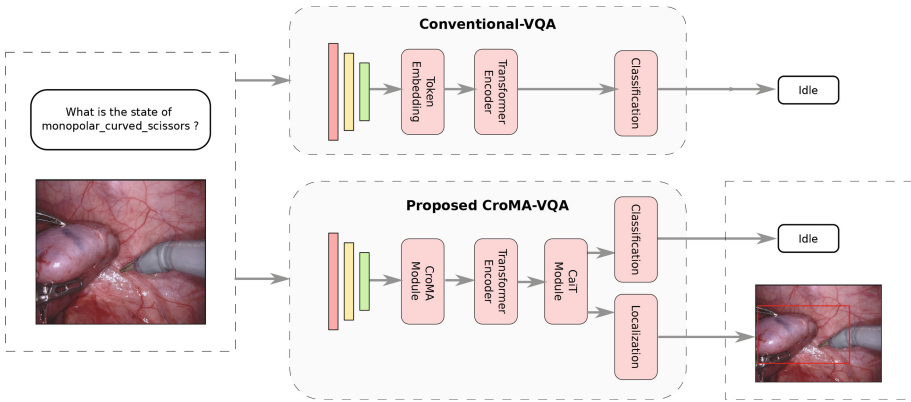 What is the state of
monopolar_curved_scissors ?
Conventional-VQA
Token
Embedding
Transformer
Encoder
Classification
Idle
Proposed CroMA-VQA
CroMA
Module
Transformer
Encoder
CaiT
Module
Classification
Localization
Idle